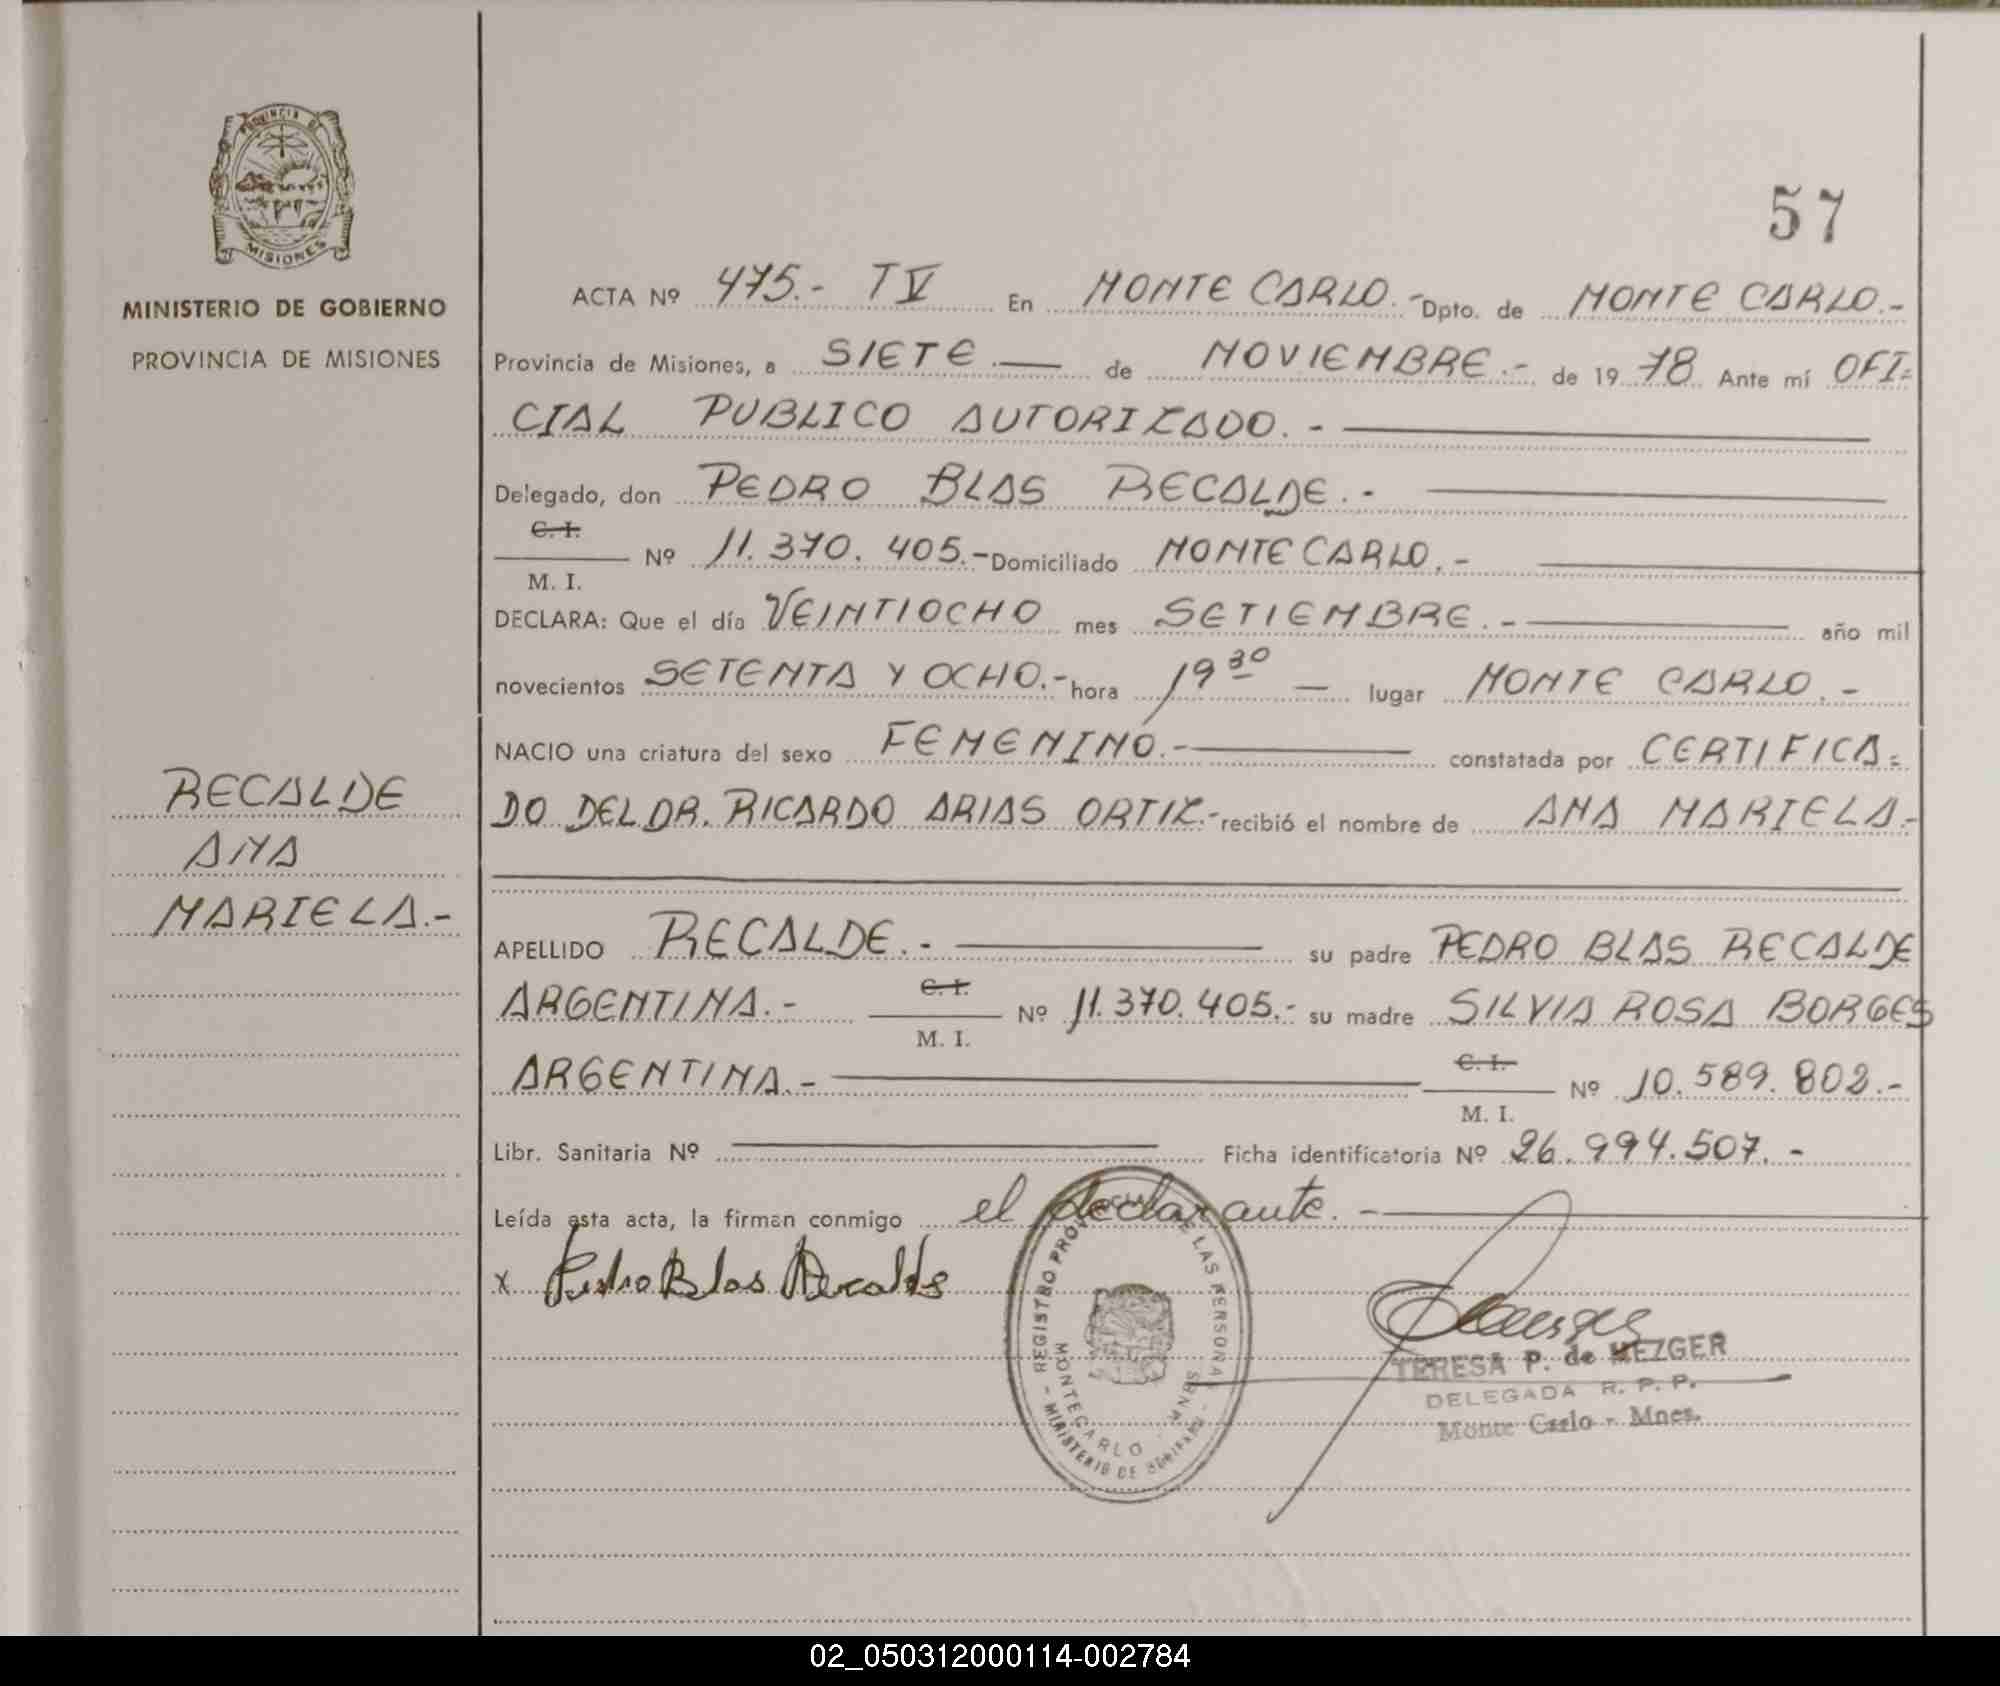 PROVINCIA DE
MISIONES
MINISTERIO DE GOBIERNO
PROVINCIA DE MISIONES
RECALDE
ANA
MARIELA.-
57
ACTA Nº 475.- T V En MONTE CARLO.- Dpto. de MONTE CARLO.-
Provincia de Misiones, a SIETE.— de NOVIEMBRE.- de 1978 Ante mí OFI=
CIAL PUBLICO AUTORIZADO.-
Delegado, don PEDRO BLAS RECALDE.-
C. I.
Nº 11.370.405.- Domiciliado MONTE CARLO.-
M. I.
DECLARA: Que el día VEINTIOCHO mes SETIEMBRE.- año mil
novecientos SETENTA Y OCHO.- hora 19 30 — lugar MONTE CARLO.-
NACIO una criatura del sexo FEMENINO.- constatada por CERTIFICA=
DO DEL DR. RICARDO ARIAS ORTIZ.- recibió el nombre de ANA MARIELA.-
APELLIDO RECALDE.- su padre PEDRO BLAS RECALDE
ARGENTINA.- C. I. Nº 11.370.405.- su madre SILVIA ROSA BORGES
M. I.
ARGENTINA.- C. I. Nº 10.589.802.-
M. I.
Libr. Sanitaria Nº Ficha identificatoria Nº 26.994.507.-
Leída esta acta, la firman conmigo el declarante.-
x Pedro Blas Recalde
REGISTRO PROVINCIAL DE LAS PERSONAS
MONTECARLO
MINISTERIO DE GOBIERNO
TERESA P. de MEZGER
DELEGADA R. P. P.
Monte Carlo - Mnes.
02_050312000114-002784